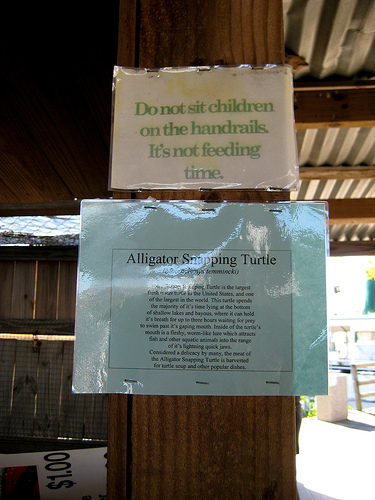 Do not sit children
on the handrails.
It's not feeding
time.
Alligator Snapping Turtle
Snapping Turtle is the largest
fresh water turtle in the United States, and one
of the largest in the world. This turtle spends
the majority of it's time lying at the bottom
of shallow lakes and bayous, where it can hold
it's breath for up to three hours waiting for prey
to swim past it's gaping mouth. Inside of the turtle's
mouth is a fleshy, worm-like lure which attracts
fish and other aquatic animals into the range
of it's lightning quick jaws.
Considered a delicacy by many, the meat of
the Alligator Snapping Turtle is harvested
for turtle soup and other popular dishes.
$1.00